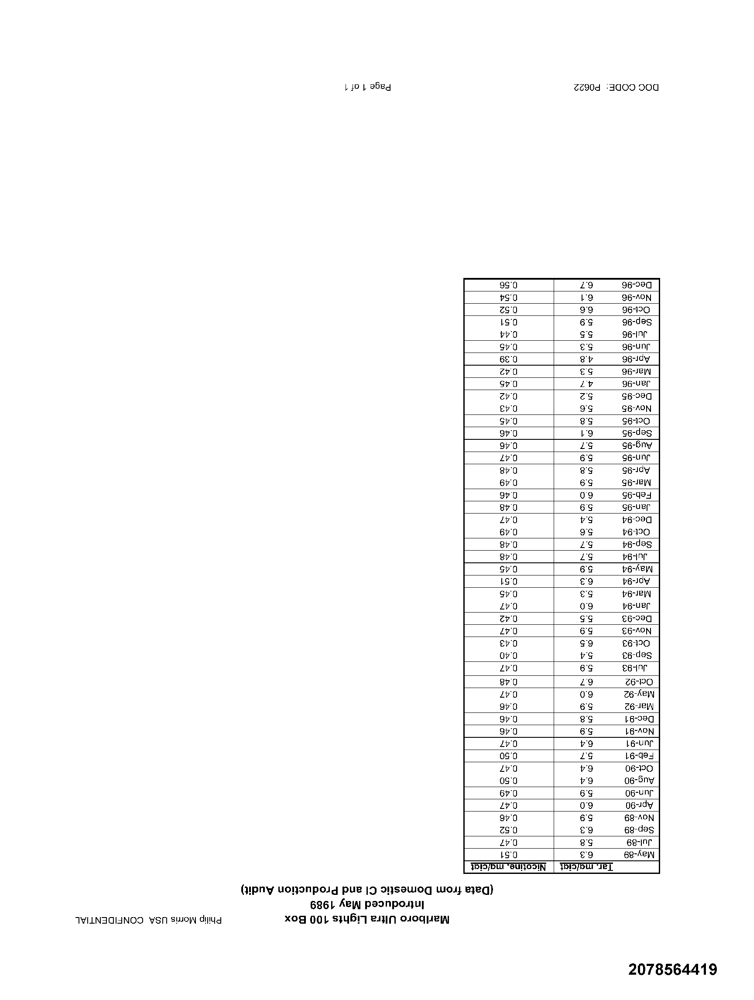 Marlboro Ultra Lights 100 Box Philip Morris USA CONFIDENTIAL
Introduced May 1989
(Data from Domestic CI and Production Audit)
Tar, mg/cigt Nicotine, mg/cigt
May-89 6.3 0.51
Jul-89 5.8 0.47
Sep-89 6.3 0.52
Nov-89 5.9 0.46
Apr-90 6.0 0.47
Jun-90 5.9 0.49
Aug-90 6.4 0.50
Oct-90 6.4 0.47
Feb-91 5.7 0.50
Jun-91 6.4 0.47
Nov-91 5.9 0.46
Dec-91 5.8 0.46
Mar-92 5.9 0.46
May-92 6.0 0.47
Oct-92 6.7 0.48
Jul-93 5.9 0.47
Sep-93 5.4 0.40
Oct-93 6.5 0.43
Nov-93 5.9 0.47
Dec-93 5.5 0.42
Jan-94 6.0 0.47
Mar-94 5.3 0.45
Apr-94 6.3 0.51
May-94 5.9 0.45
Jul-94 5.7 0.48
Sep-94 5.7 0.48
Oct-94 5.6 0.49
Dec-94 5.4 0.47
Jan-95 5.9 0.48
Feb-95 6.0 0.46
Mar-95 5.9 0.49
Apr-95 5.8 0.48
Jun-95 5.9 0.47
Aug-95 5.7 0.46
Sep-95 6.1 0.46
Oct-95 5.8 0.45
Nov-95 5.6 0.43
Dec-95 5.2 0.42
Jan-96 4.7 0.45
Mar-96 5.3 0.42
Apr-96 4.8 0.39
Jun-96 5.3 0.45
Jul-96 5.5 0.44
Sep-96 5.9 0.51
Oct-96 6.6 0.52
Nov-96 6.1 0.54
Dec-96 6.7 0.56
DOC CODE: P0622 Page 1 of 1
2078564419